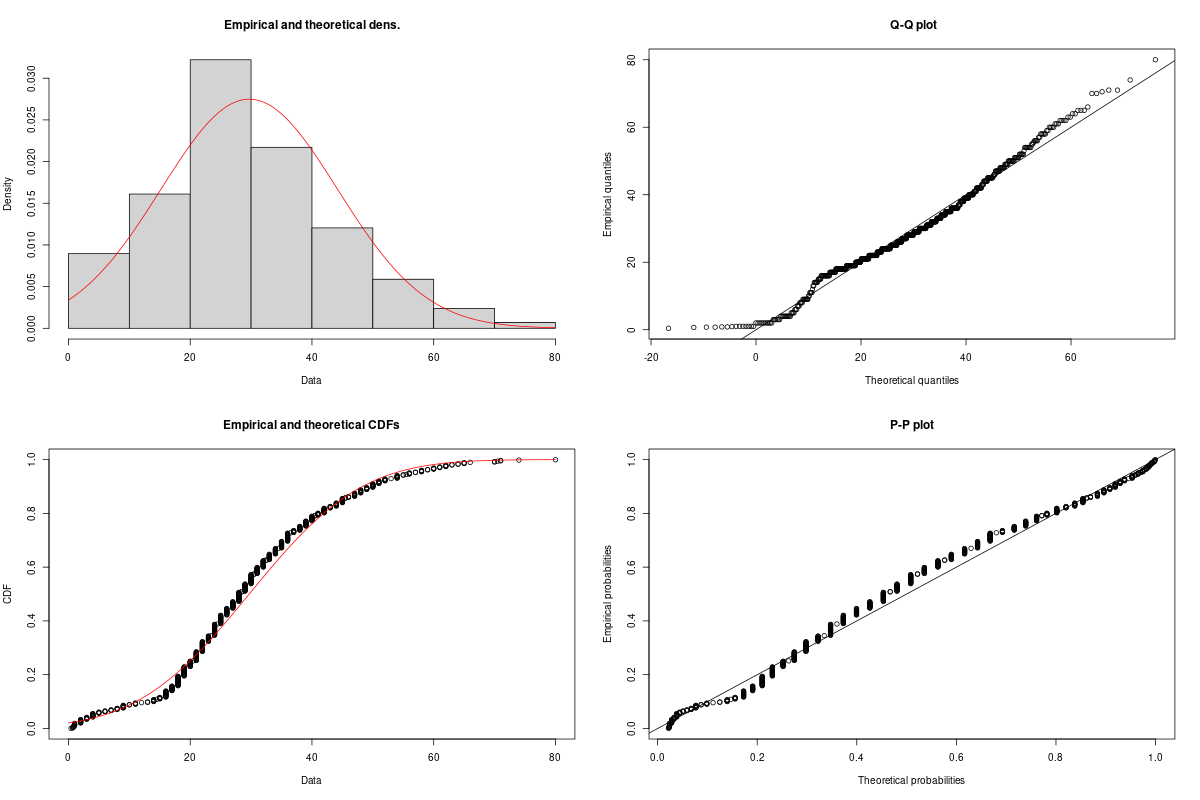 Empirical and theoretical dens.
Density
0.000 0.005 0.010 0.015 0.020 0.025 0.030
0 20 40 60 80
Data
Q-Q plot
Empirical quantiles
0 20 40 60 80
-20 0 20 40 60
Theoretical quantiles
Empirical and theoretical CDFs
CDF
0.0 0.2 0.4 0.6 0.8 1.0
0 20 40 60 80
Data
P-P plot
Empirical probabilities
0.0 0.2 0.4 0.6 0.8 1.0
0.0 0.2 0.4 0.6 0.8 1.0
Theoretical probabilities